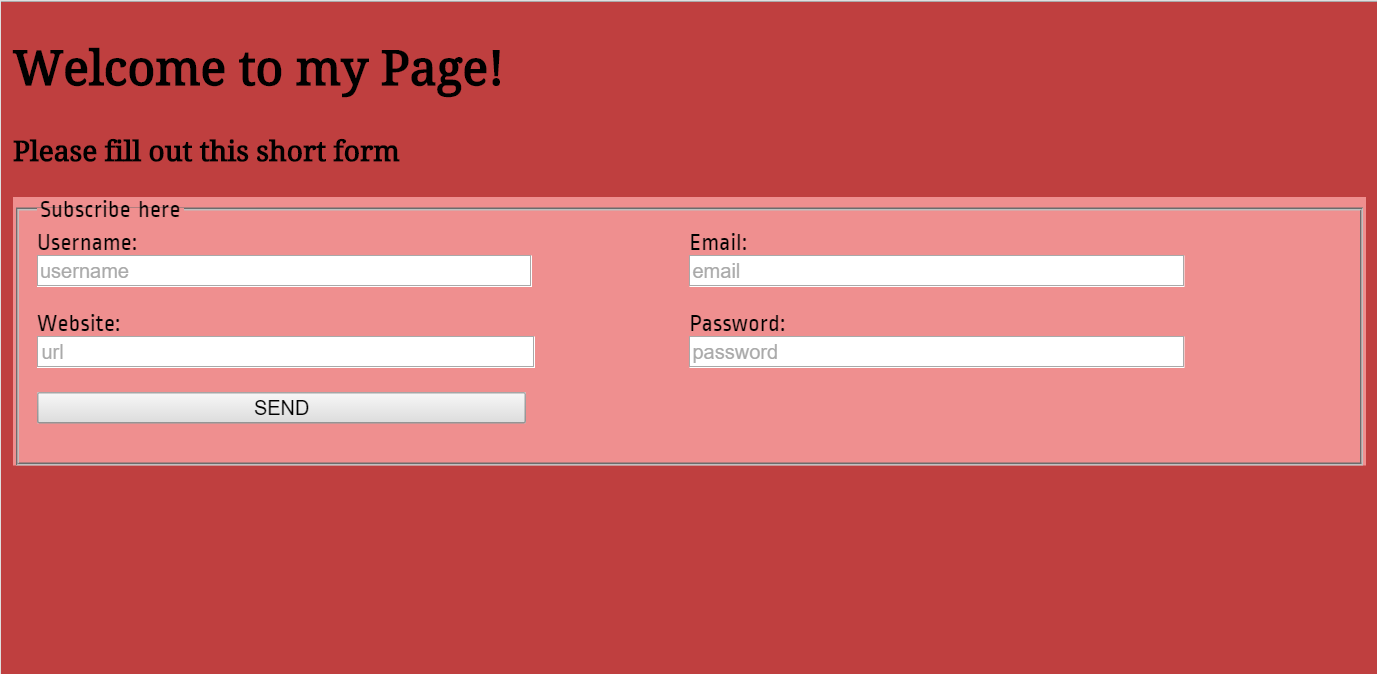 Welcome to my Page!
Please fill out this short form
Subscribe here
Username:
Email:
username
email
Website:
Password:
url
password
SEND